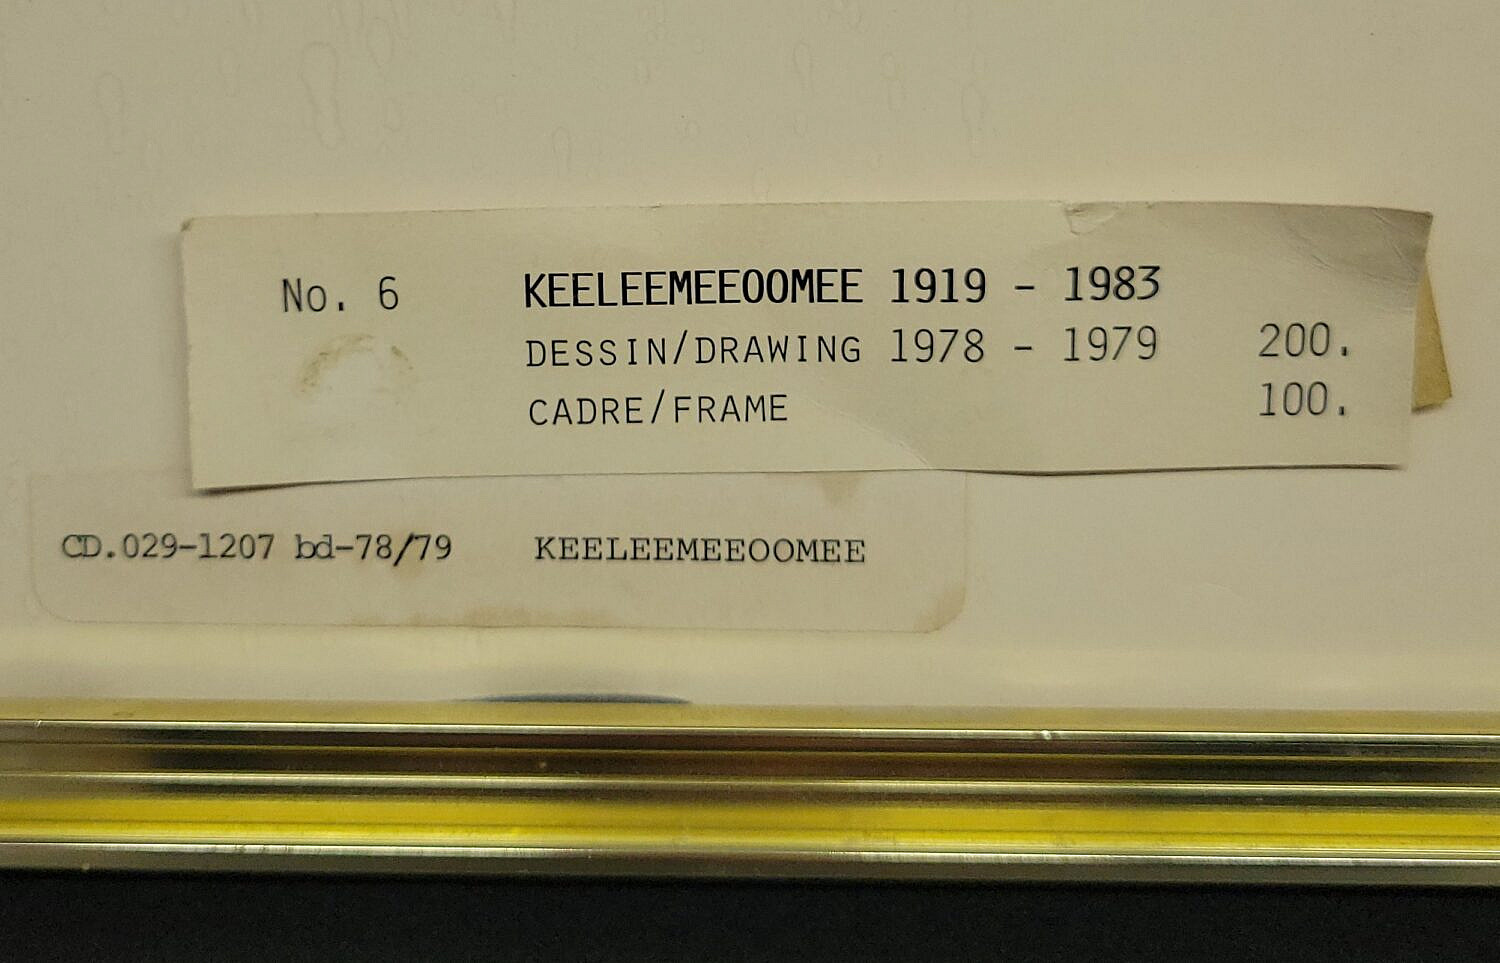 No. 6 KEELEEMEEOOMEE 1919 - 1983
DESSIN/DRAWING 1978 - 1979 200.
CADRE/FRAME 100.
CD.029-1207 bd-78/79 KEELEEMEEOOMEE